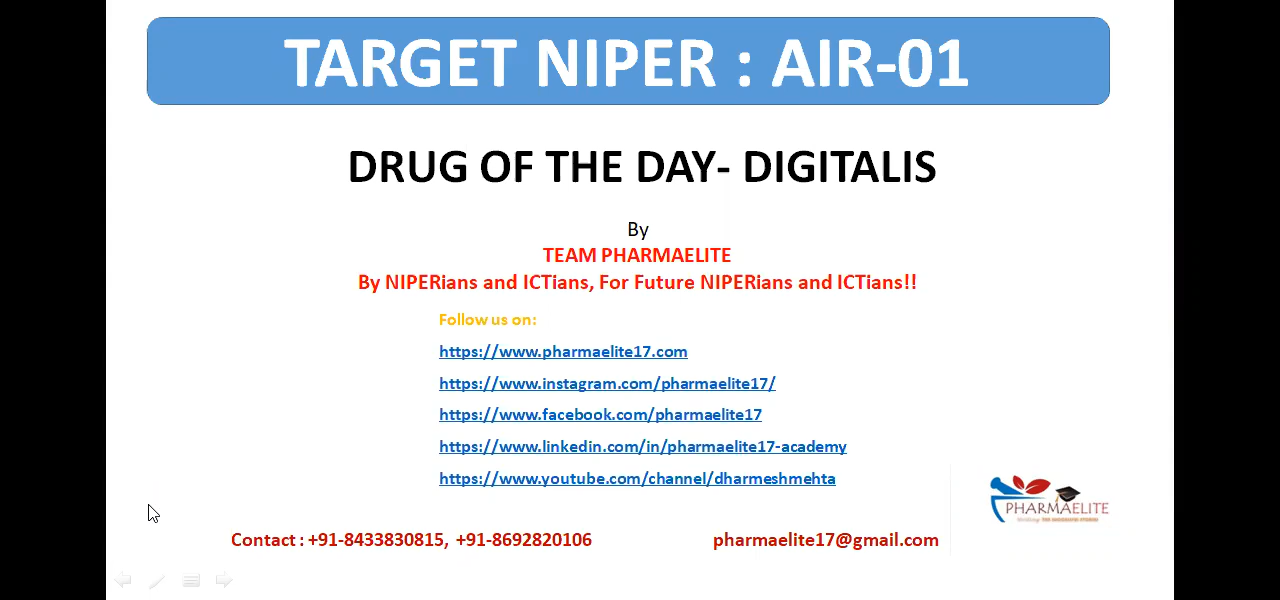 TARGET NIPER : AIR-01
DRUG OF THE DAY- DIGITALIS
By
TEAM PHARMAELITE
By NIPERians and ICTians, For Future NIPERians and ICTians!!
Follow us on:
https://www.pharmaelite17.com
https://www.instagram.com/pharmaelite17/
https://www.facebook.com/pharmaelite17
https://www.linkedin.com/in/pharmaelite17-academy
https://www.youtube.com/channel/dharmeshmehta
PHARMAELITE
Contact : +91-8433830815, +91-8692820106 pharmaelite17@gmail.com